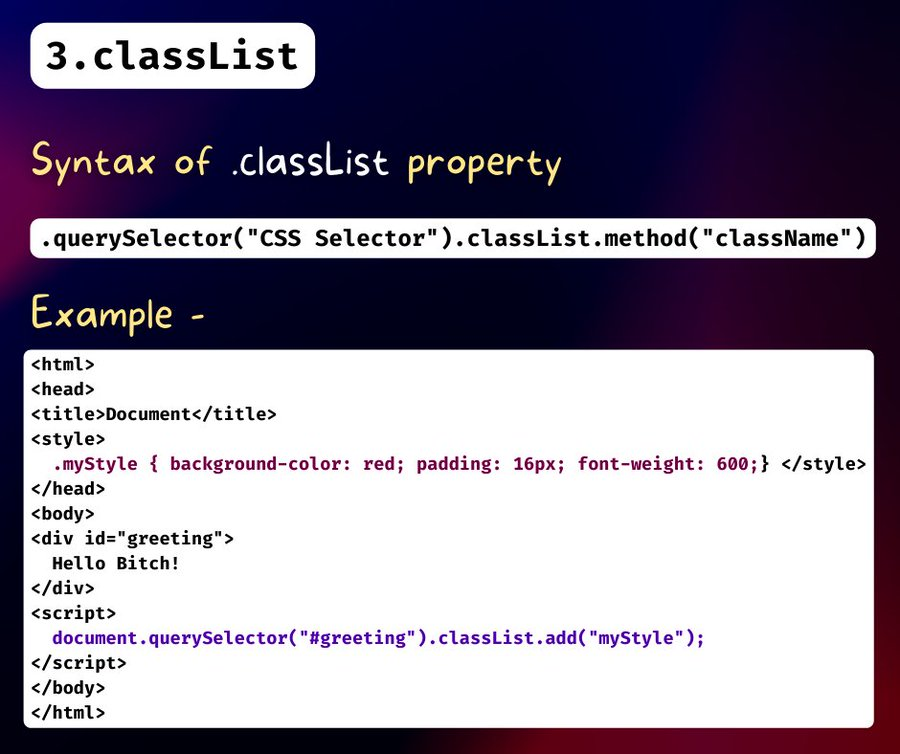 3.classList
Syntax of .classList property
.querySelector("CSS Selector").classList.method("className")
Example -
<html>
<head>
<title>Document</title>
<style>
  .myStyle { background-color: red; padding: 16px; font-weight: 600;} </style>
</head>
<body>
<div id="greeting">
  Hello Bitch!
</div>
<script>
  document.querySelector("#greeting").classList.add("myStyle");
</script>
</body>
</html>